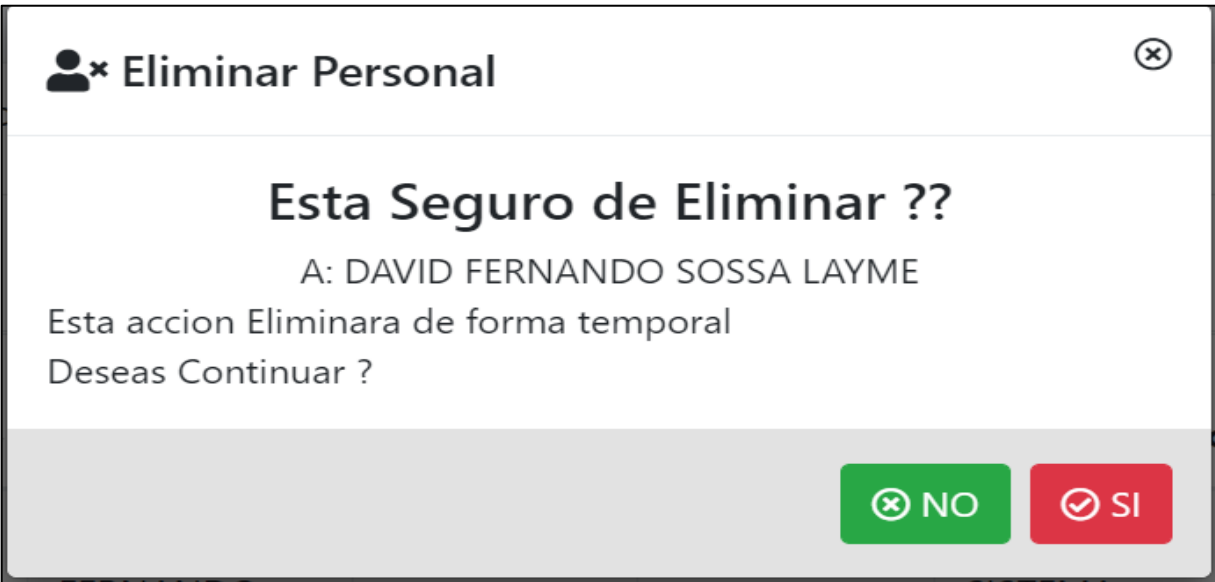 Eliminar Personal
Esta Seguro de Eliminar ??
A: DAVID FERNANDO SOSSA LAYME
Esta accion Eliminara de forma temporal
Deseas Continuar ?
NO
SI